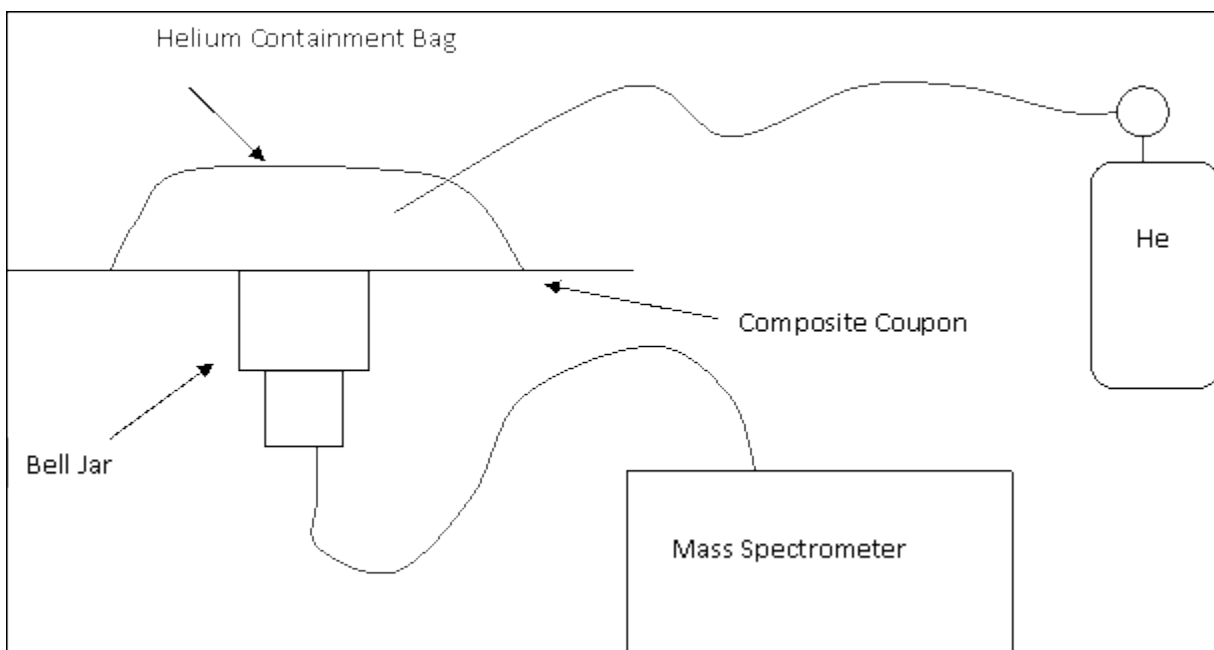 Helium Containment Bag
He
Composite Coupon
Bell Jar
Mass Spectrometer